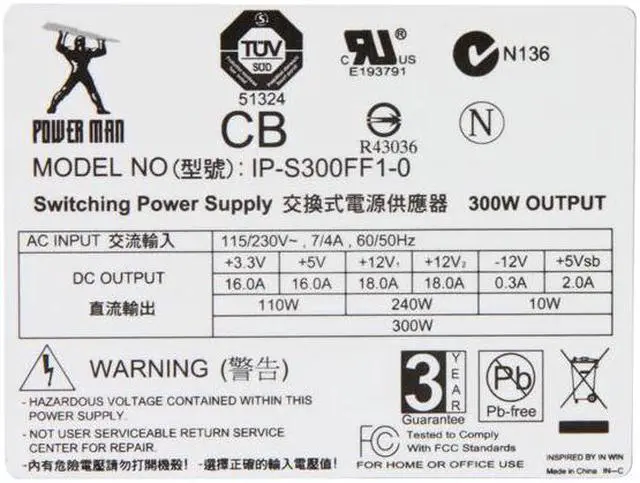 POWER MAN
TÜV
SÜD
51324
CB
c RU US
E193791
N136
R43036
N
MODEL NO (型號): IP-S300FF1-0
Switching Power Supply 交換式電源供應器 300W OUTPUT
AC INPUT 交流輸入 115/230V~ , 7/4A , 60/50Hz
DC OUTPUT
直流輸出
+3.3V +5V +12V₁ +12V₂ -12V +5Vsb
16.0A 16.0A 18.0A 18.0A 0.3A 2.0A
110W 240W 10W
300W
WARNING (警告)
- HAZARDOUS VOLTAGE CONTAINED WITHIN THIS
POWER SUPPLY.
- NOT USER SERVICEABLE RETURN SERVICE
CENTER FOR REPAIR.
-內有危險電壓請勿打開機殼! -選擇正確的輸入電壓值!
3 YEAR
Guarantee
Pb
Pb-free
FC Tested to Comply
With FCC Standards
FOR HOME OR OFFICE USE
INSPIRED BY IN WIN
Made in China IN-C